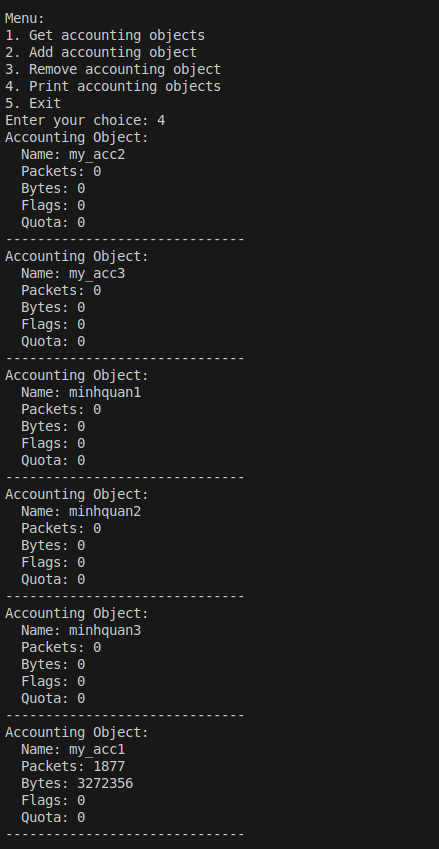 Menu:
1. Get accounting objects
2. Add accounting object
3. Remove accounting object
4. Print accounting objects
5. Exit
Enter your choice: 4
Accounting Object:
  Name: my_acc2
  Packets: 0
  Bytes: 0
  Flags: 0
  Quota: 0
------------------------------
Accounting Object:
  Name: my_acc3
  Packets: 0
  Bytes: 0
  Flags: 0
  Quota: 0
------------------------------
Accounting Object:
  Name: minhquan1
  Packets: 0
  Bytes: 0
  Flags: 0
  Quota: 0
------------------------------
Accounting Object:
  Name: minhquan2
  Packets: 0
  Bytes: 0
  Flags: 0
  Quota: 0
------------------------------
Accounting Object:
  Name: minhquan3
  Packets: 0
  Bytes: 0
  Flags: 0
  Quota: 0
------------------------------
Accounting Object:
  Name: my_acc1
  Packets: 1877
  Bytes: 3272356
  Flags: 0
  Quota: 0
------------------------------